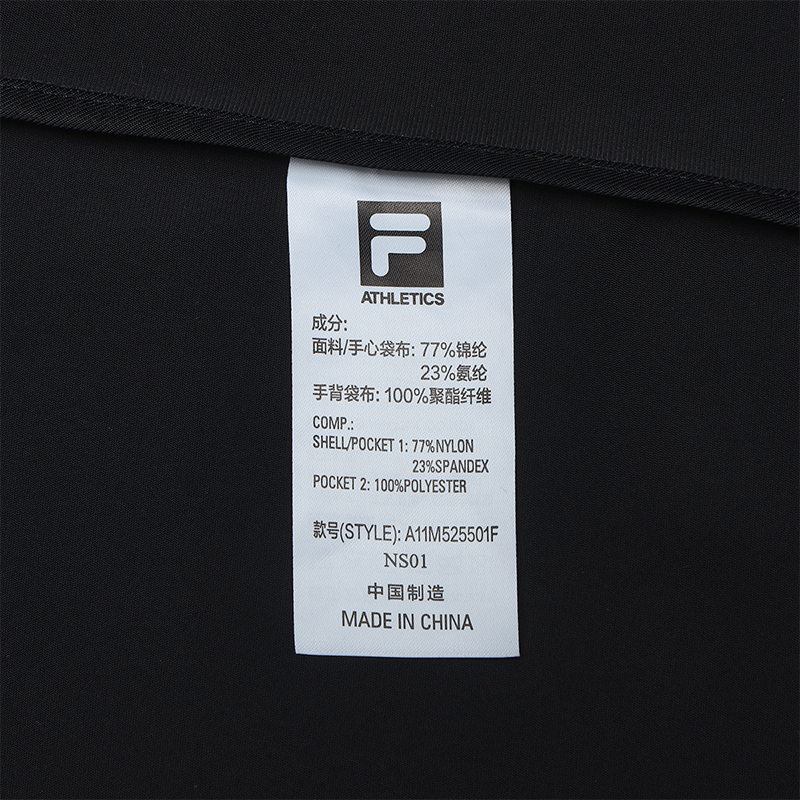 F
ATHLETICS
成分:
面料/手心袋布: 77%锦纶
23%氨纶
手背袋布: 100%聚酯纤维
COMP.:
SHELL/POCKET 1: 77%NYLON
23%SPANDEX
POCKET 2: 100%POLYESTER
款号(STYLE): A11M525501F
NS01
中国制造
MADE IN CHINA